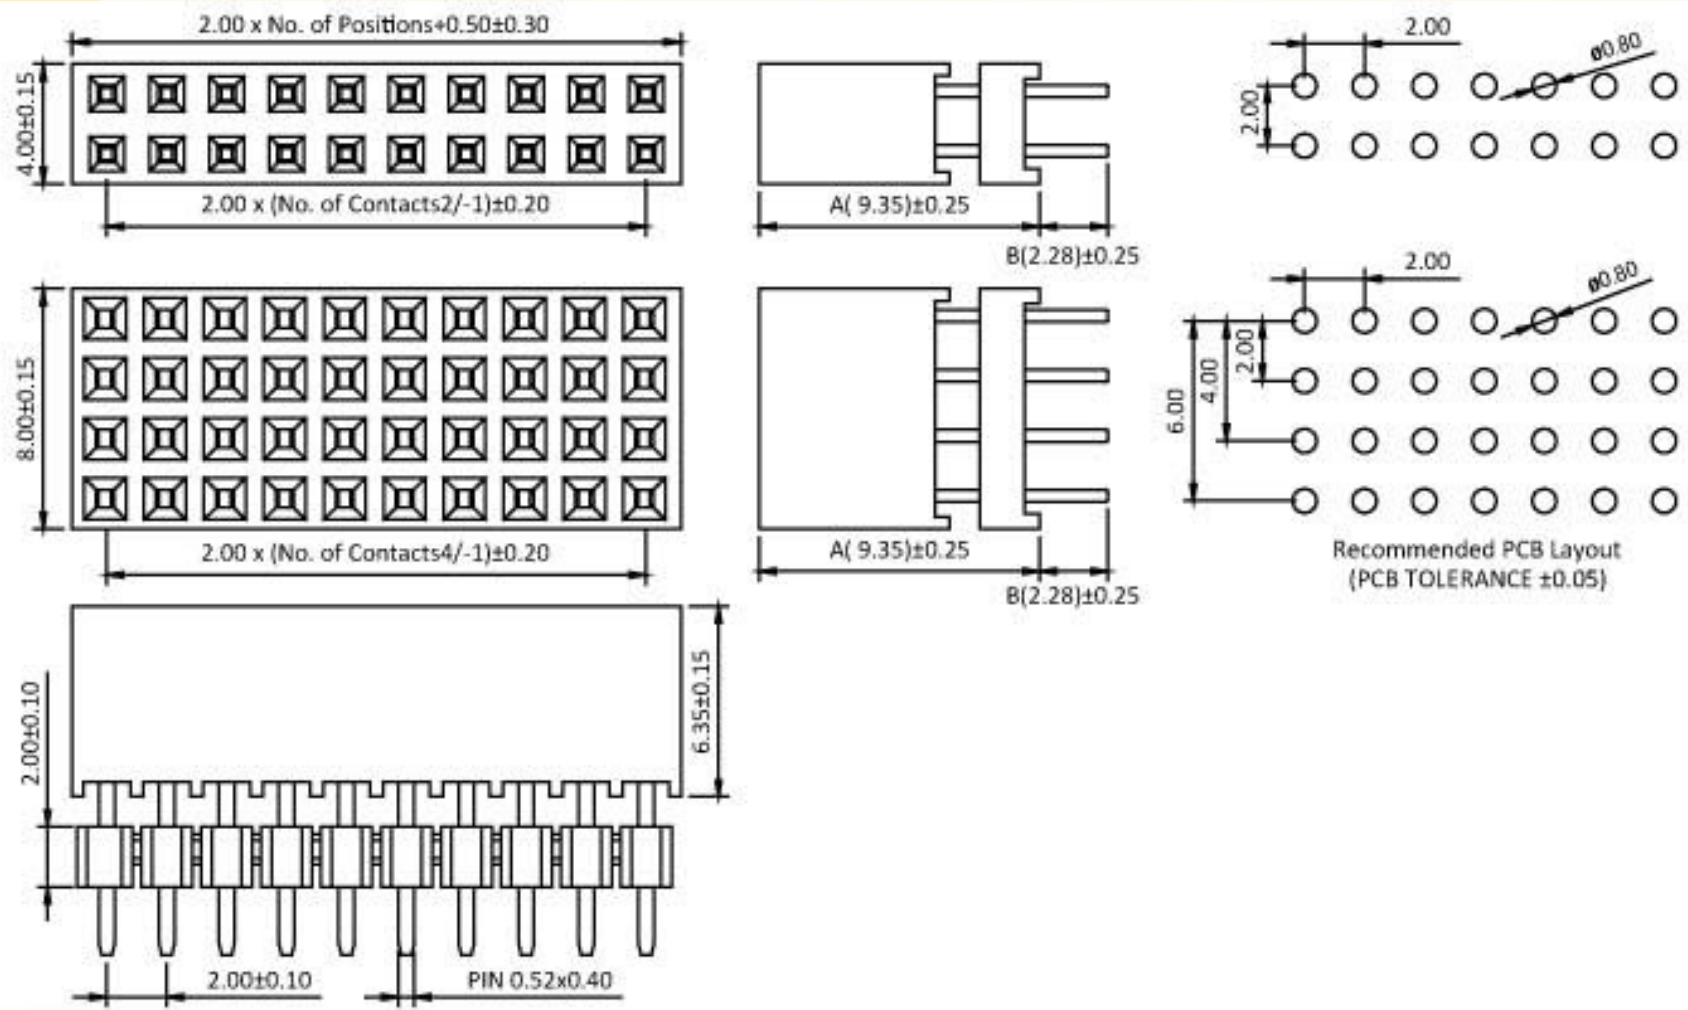 2.00 x No. of Positions+0.50±0.30
4.00±0.15
2.00 x (No. of Contacts2/-1)±0.20
A( 9.35)±0.25
B(2.28)±0.25
2.00
ø0.80
2.00
8.00±0.15
2.00 x (No. of Contacts4/-1)±0.20
A( 9.35)±0.25
B(2.28)±0.25
2.00
ø0.80
2.00
4.00
6.00
Recommended PCB Layout
(PCB TOLERANCE ±0.05)
6.35±0.15
2.00±0.10
2.00±0.10
PIN 0.52x0.40